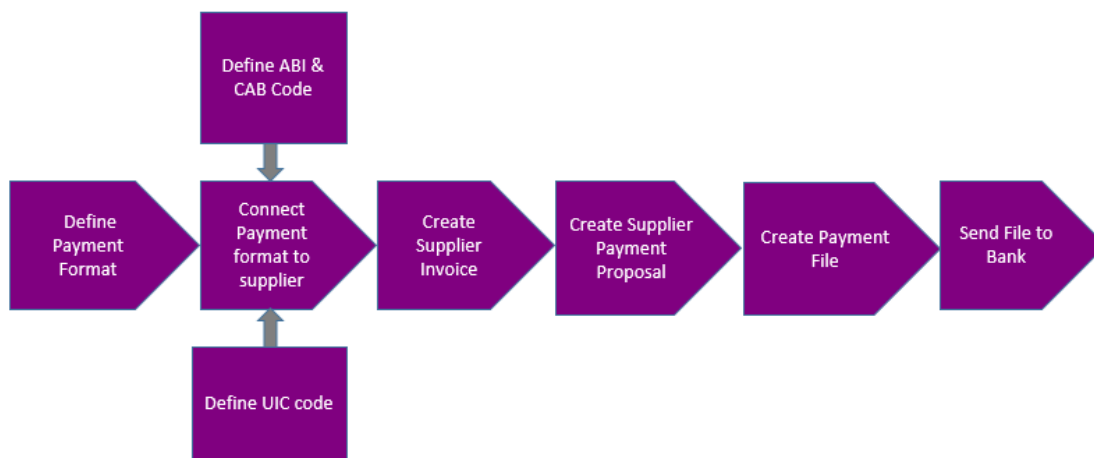 Define ABI &
CAB Code
Define
Payment
Format
Connect
Payment
format to
supplier
Create
Supplier
Invoice
Create Supplier
Payment
Proposal
Create Payment
File
Send File to
Bank
Define UIC code